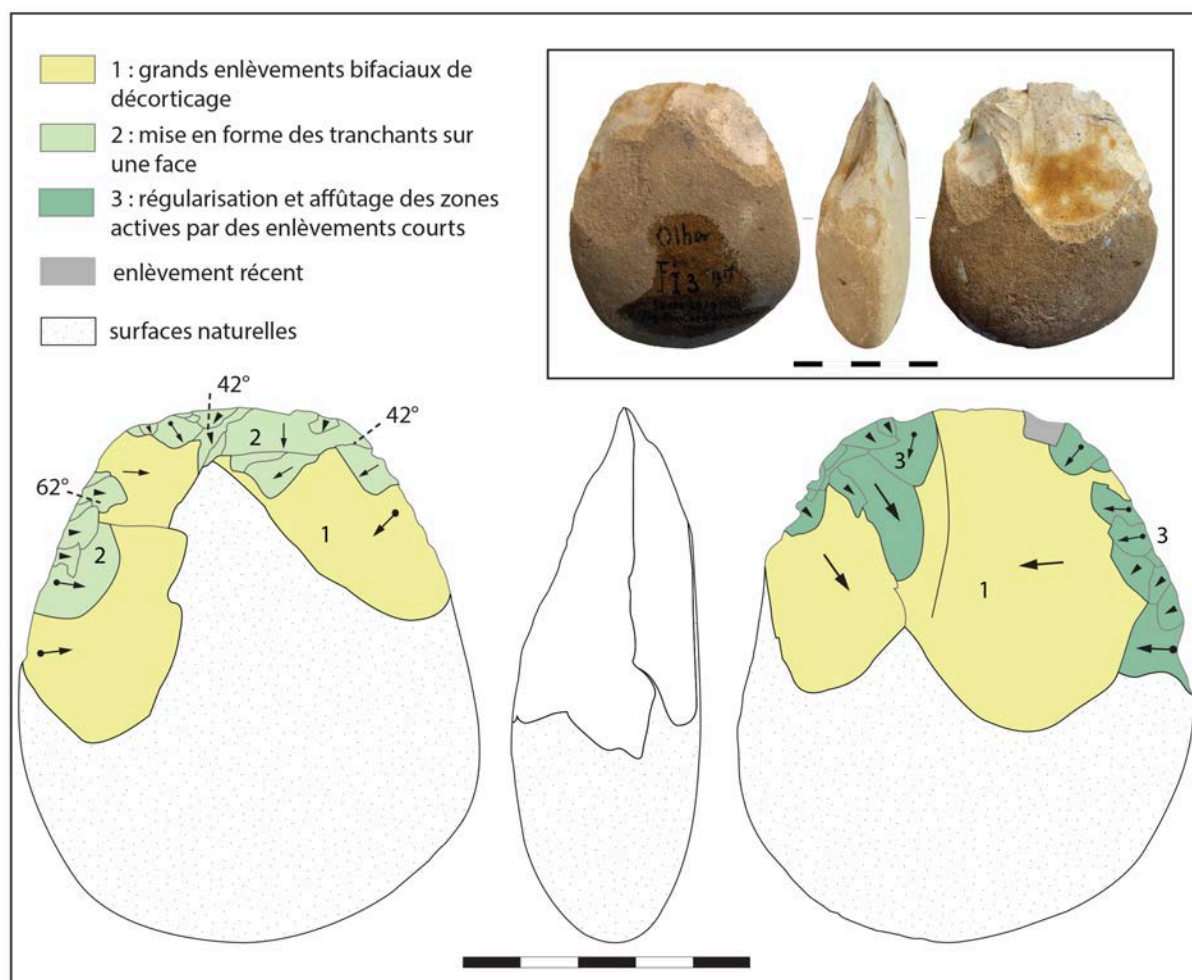 1 : grands enlèvements bifaciaux de
décorticage
2 : mise en forme des tranchants sur
une face
3 : régularisation et affûtage des zones
actives par des enlèvements courts
enlèvement récent
surfaces naturelles
Olha
FI 3
42°
42°
2
62°
1
2
3
3
1